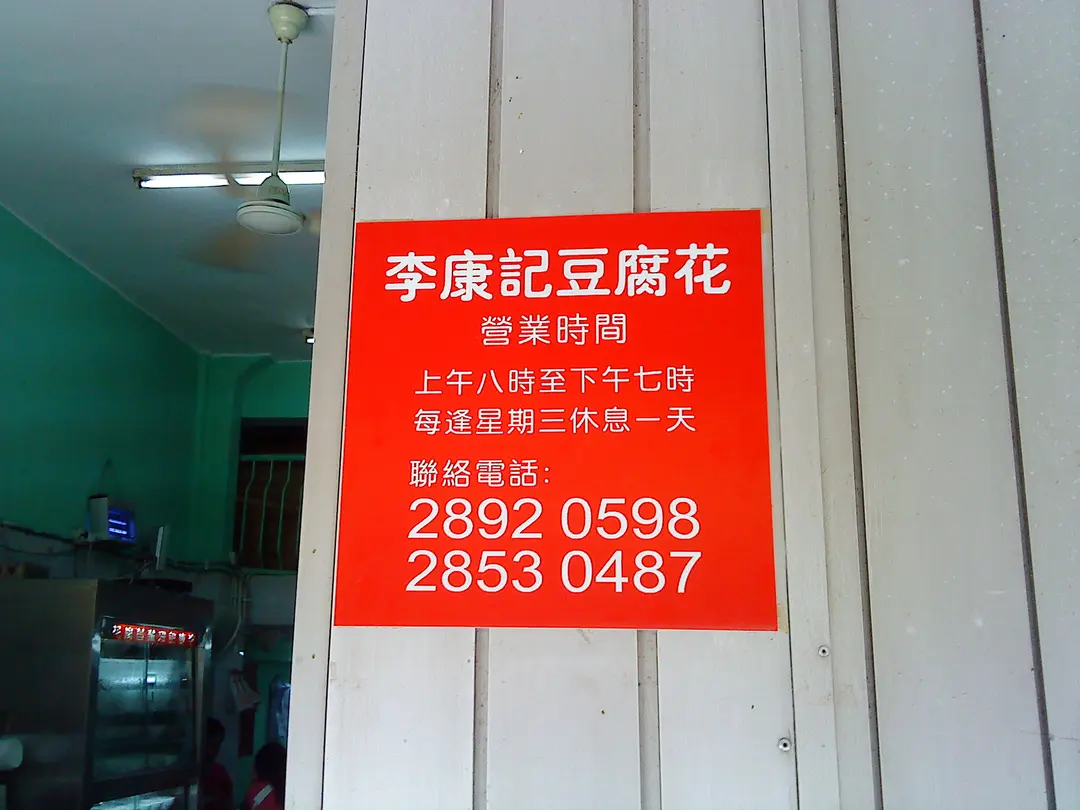 李康記豆腐花
營業時間
上午八時至下午七時
每逢星期三休息一天
聯絡電話:
2892 0598
2853 0487